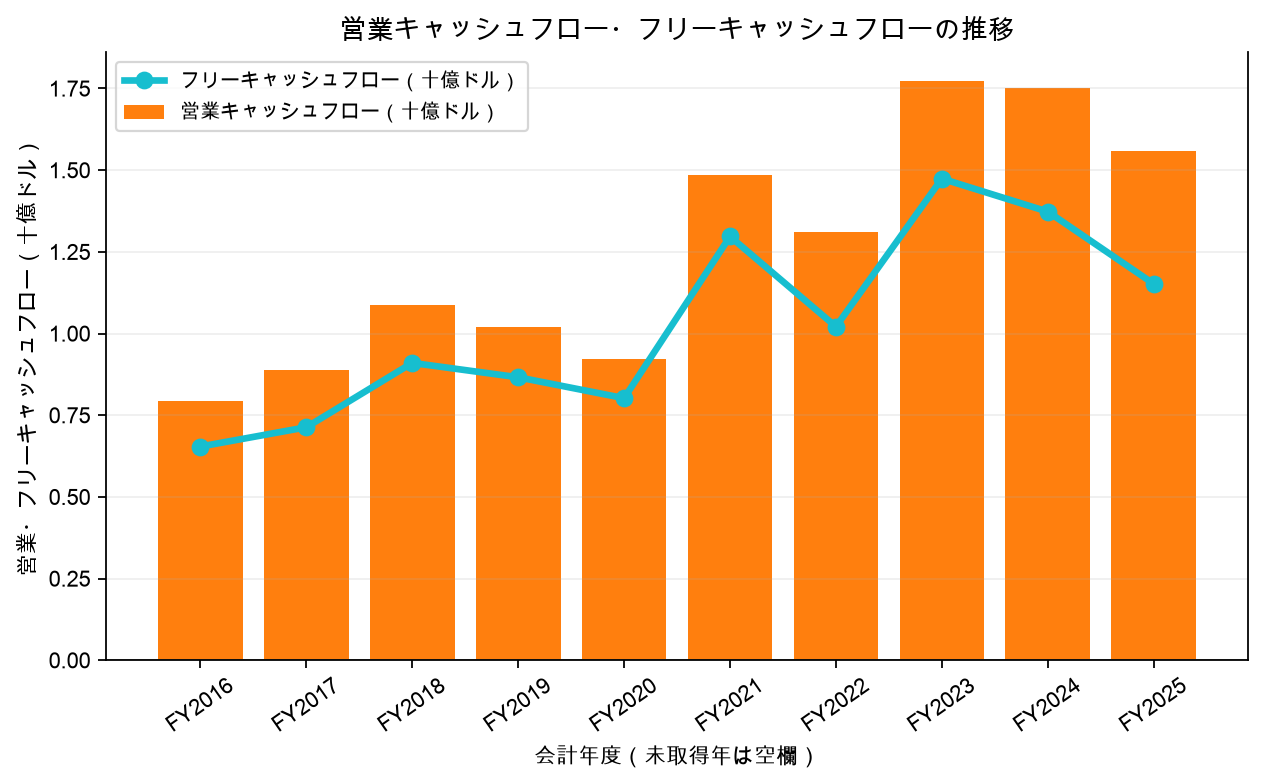 営業キャッシュフロー・フリーキャッシュフローの推移
フリーキャッシュフロー（十億ドル）
営業キャッシュフロー（十億ドル）
営業・フリーキャッシュフロー（十億ドル）
1.75
1.50
1.25
1.00
0.75
0.50
0.25
0.00
FY2016
FY2017
FY2018
FY2019
FY2020
FY2021
FY2022
FY2023
FY2024
FY2025
会計年度（未取得年は空欄）